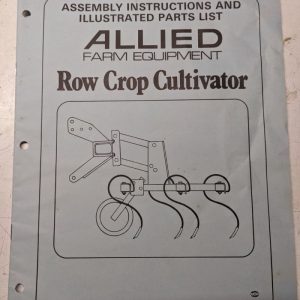 ASSEMBLY INSTRUCTIONS AND
ILLUSTRATED PARTS LIST
ALLIED
FARM EQUIPMENT
Row Crop Cultivator